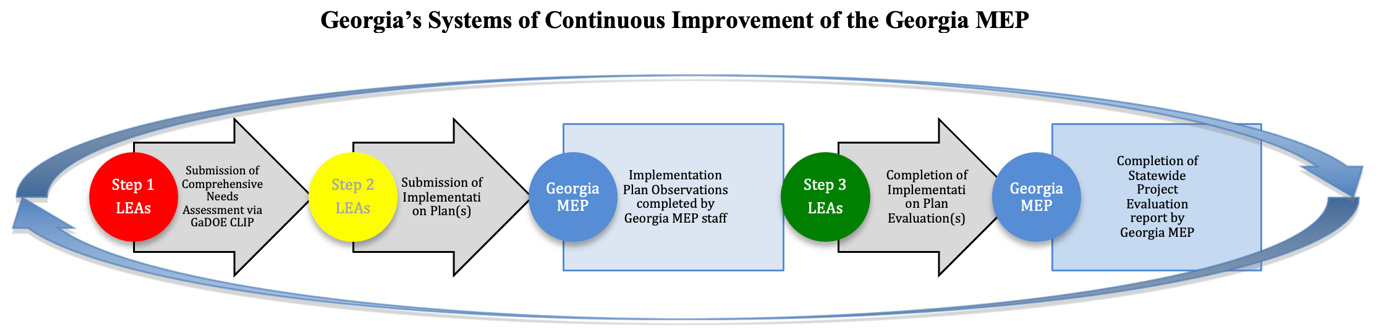 Georgia’s Systems of Continuous Improvement of the Georgia MEP
Step 1
LEAs
Submission of
Comprehensive
Needs
Assessment via
GaDOE CLIP
Step 2
LEAs
Submission of
Implementati
on Plan(s)
Georgia
MEP
Implementation
Plan Observations
completed by
Georgia MEP staff
Step 3
LEAs
Completion of
Implementati
on Plan
Evaluation(s)
Georgia
MEP
Completion of
Statewide
Project
Evaluation
report by
Georgia MEP